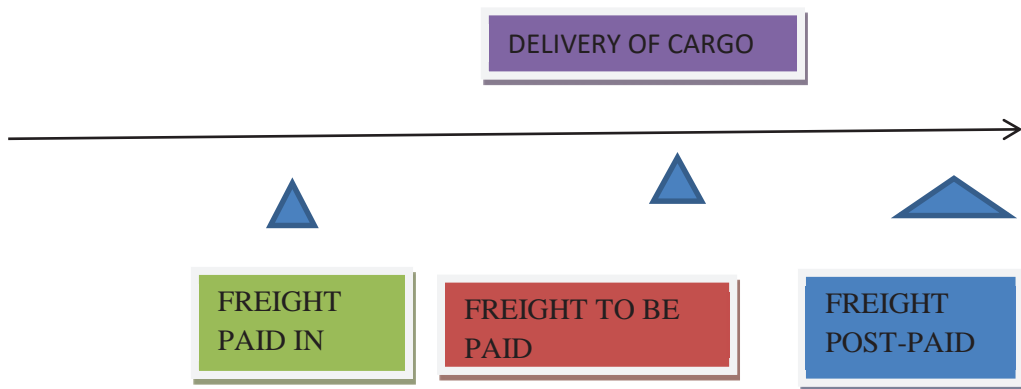 DELIVERY OF CARGO
FREIGHT
PAID IN
FREIGHT TO BE
PAID
FREIGHT
POST-PAID